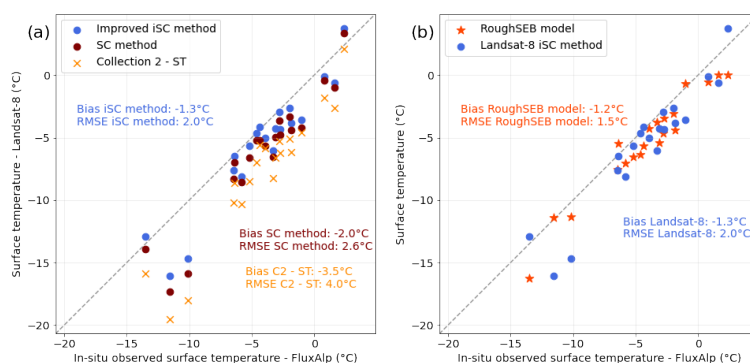 (a)
Improved iSC method
SC method
Collection 2 - ST
Bias iSC method: -1.3°C
RMSE iSC method: 2.0°C
Bias SC method: -2.0°C
RMSE SC method: 2.6°C
Bias C2 - ST: -3.5°C
RMSE C2 - ST: 4.0°C
Surface temperature - Landsat-8 (°C)
0
−5
−10
−15
−20
−20
−15
−10
−5
0
In-situ observed surface temperature - FluxAlp (°C)
(b)
RoughSEB model
Landsat-8 iSC method
Bias RoughSEB model: -1.2°C
RMSE RoughSEB model: 1.5°C
Bias Landsat-8: -1.3°C
RMSE Landsat-8: 2.0°C
Surface temperature (°C)
0
−5
−10
−15
−20
−20
−15
−10
−5
0
In-situ observed surface temperature - FluxAlp (°C)